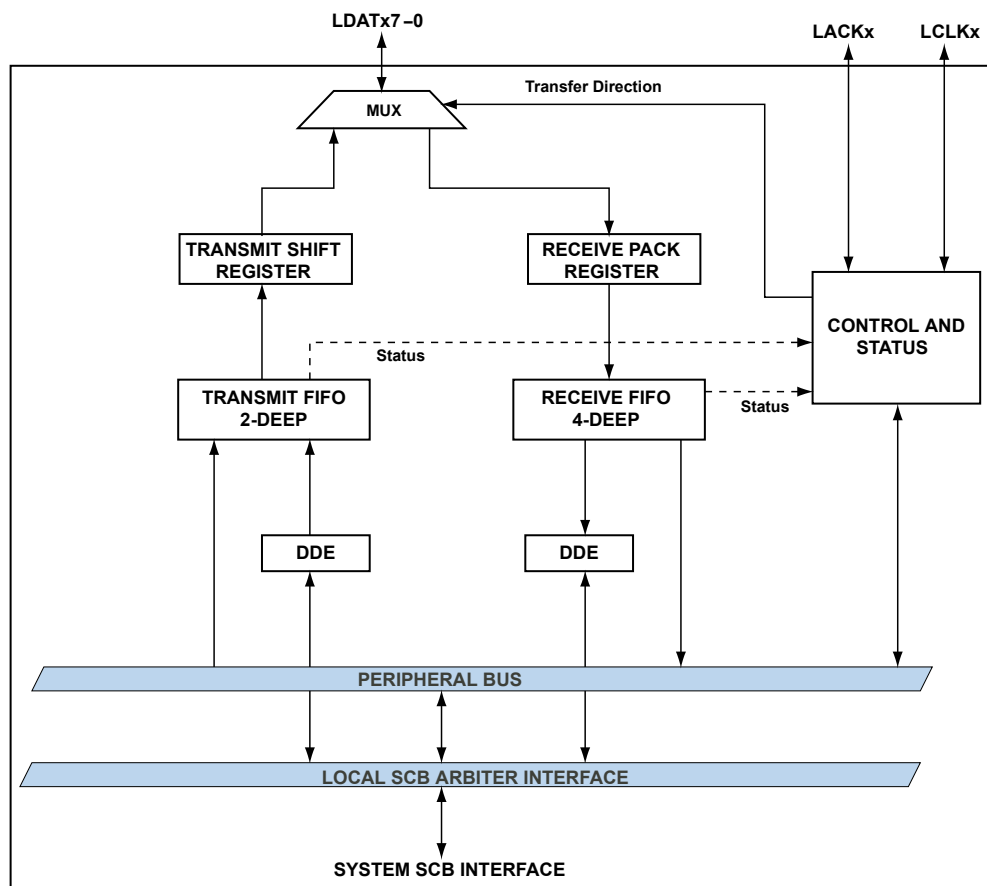 LDATx7–0
LACKx
LCLKx
Transfer Direction
MUX
TRANSMIT SHIFT
REGISTER
RECEIVE PACK
REGISTER
CONTROL AND
STATUS
Status
TRANSMIT FIFO
2-DEEP
RECEIVE FIFO
4-DEEP
Status
DDE
DDE
PERIPHERAL BUS
LOCAL SCB ARBITER INTERFACE
SYSTEM SCB INTERFACE